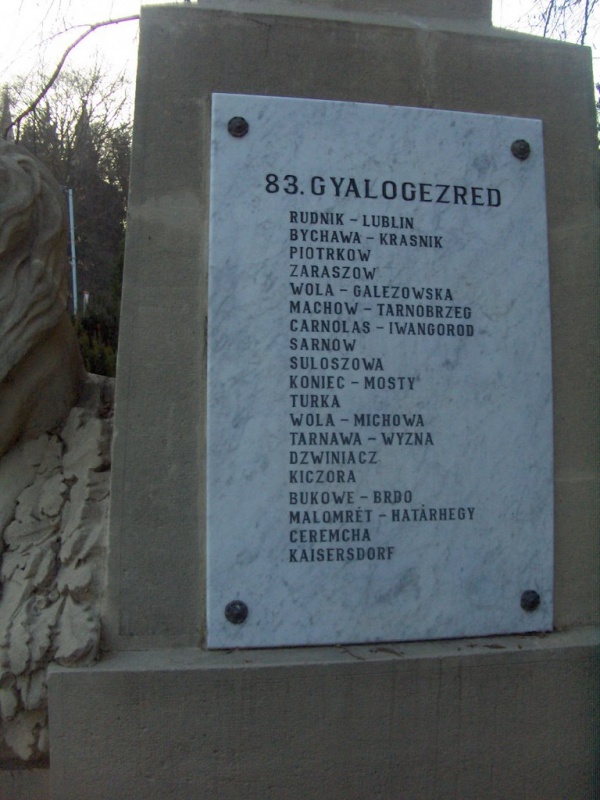 83. GYALOGEZRED
RUDNIK - LUBLIN
BYCHAWA - KRASNIK
PIOTRKOW
ZARASZOW
WOLA - GALEZOWSKA
MACHOW - TARNOBRZEG
CARNOLAS - IWANGOROD
SARNOW
SULOSZOWA
KONIEC - MOSTY
TURKA
WOLA - MICHOWA
TARNAWA - WYZNA
DZWINIACZ
KICZORA
BUKOWE - BRDO
MALOMRÉT - HATÁRHEGY
CEREMCHA
KAISERSDORF